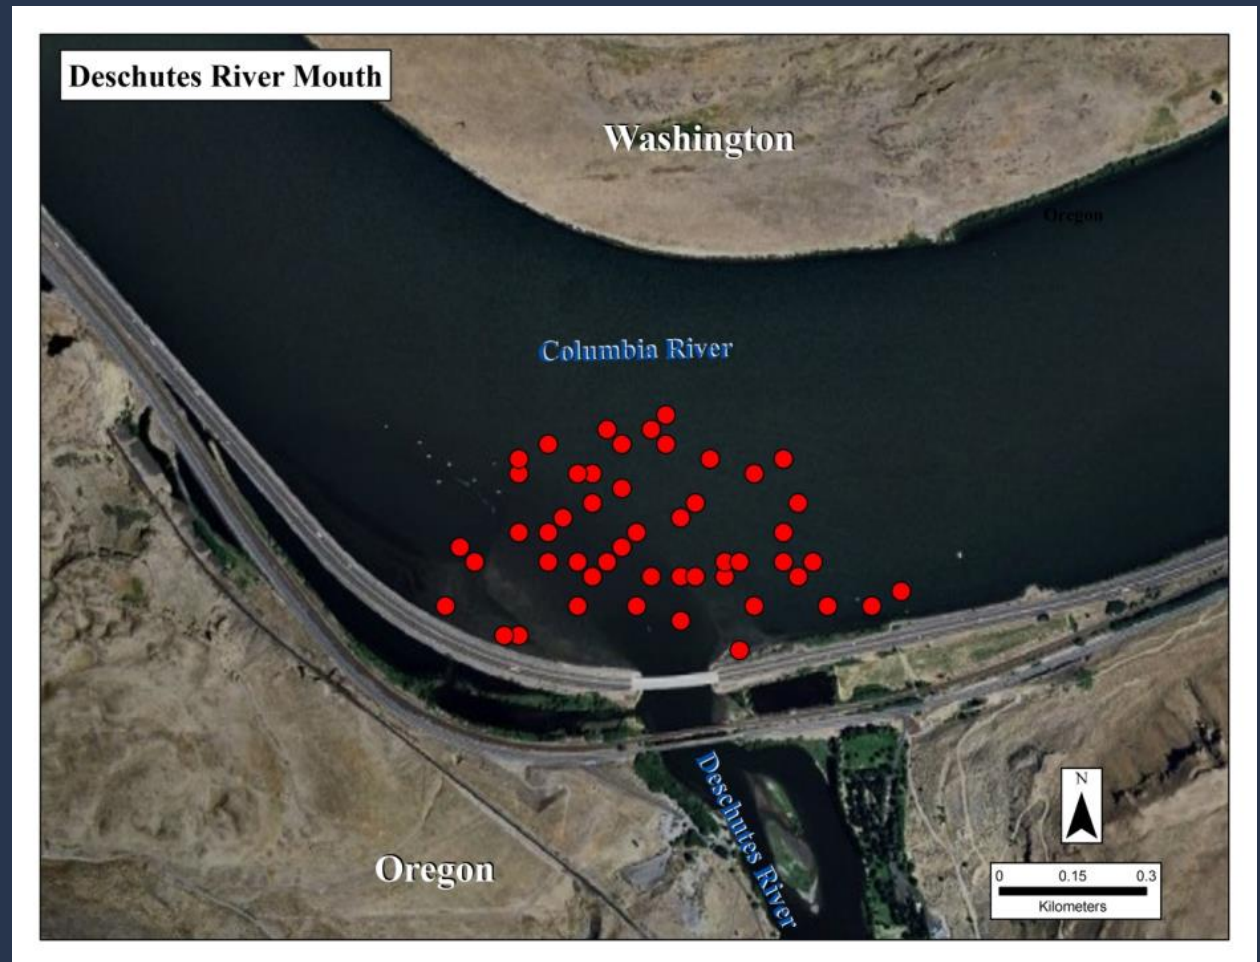 Deschutes River Mouth
Washington
Oregon
Columbia River
Deschutes River
Oregon
N
0 0.15 0.3
Kilometers